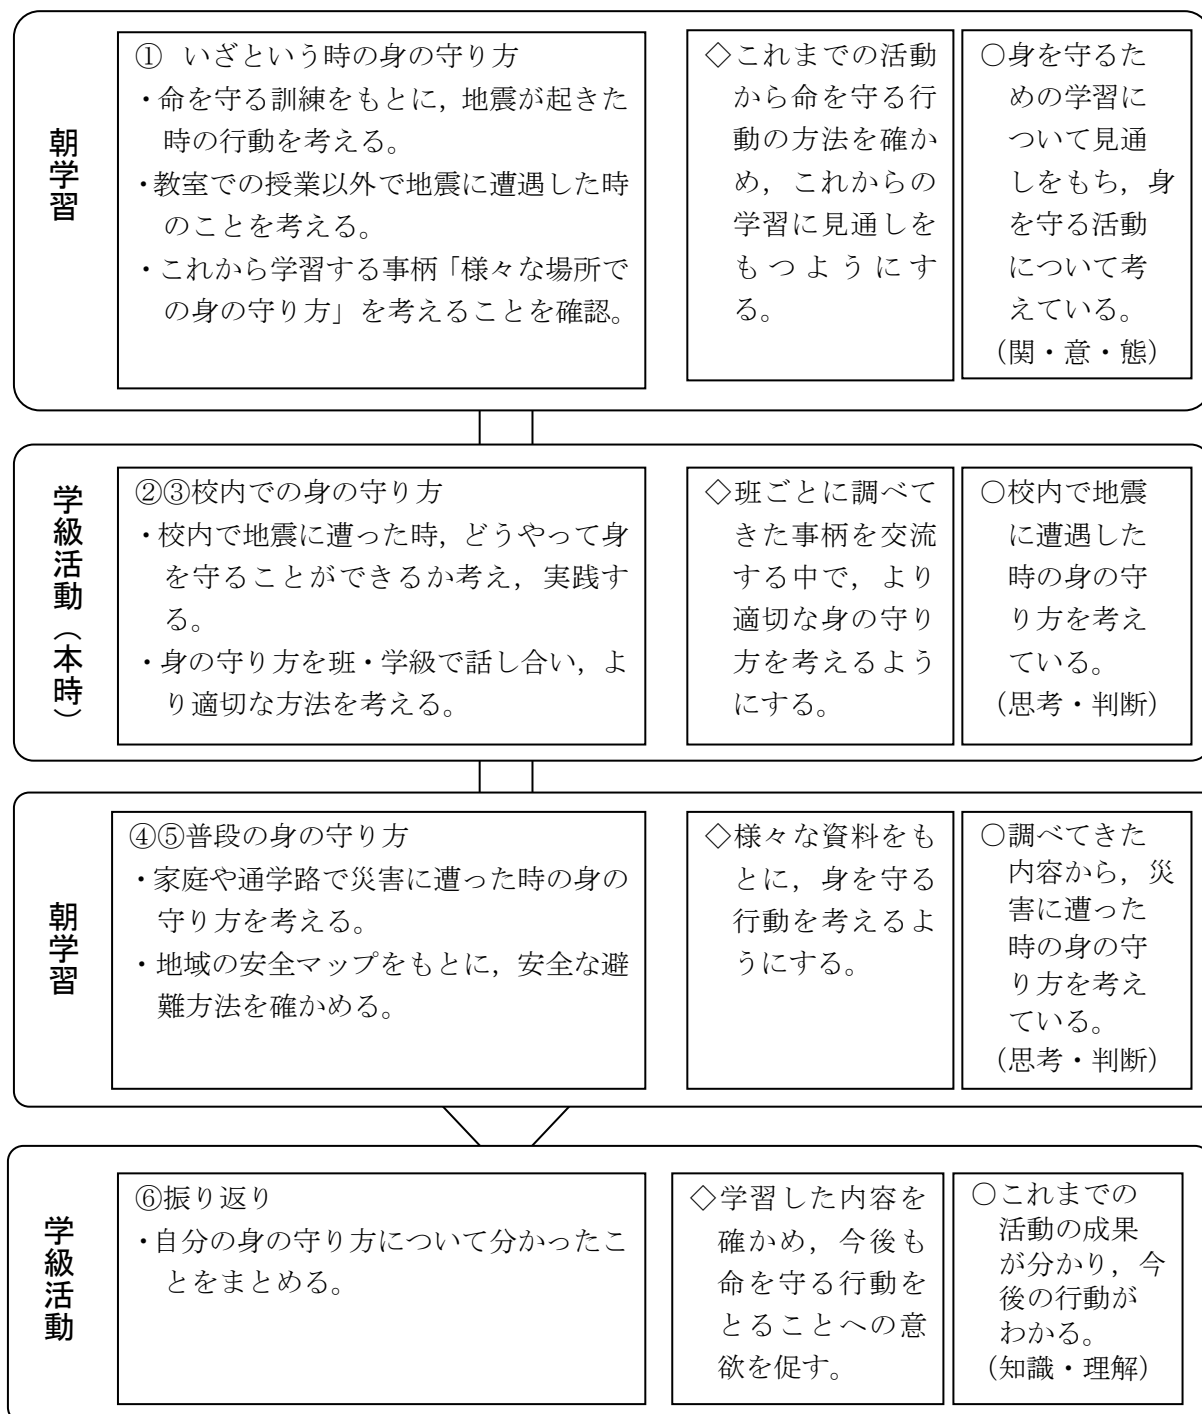 朝学習
① いざという時の身の守り方
・命を守る訓練をもとに，地震が起きた
時の行動を考える。
・教室での授業以外で地震に遭遇した時
のことを考える。
・これから学習する事柄「様々な場所で
の身の守り方」を考えることを確認。
◇これまでの活動
から命を守る行
動の方法を確か
め，これからの
学習に見通しを
もつようにす
る。
○身を守るた
めの学習に
ついて見通
しをもち，身
を守る活動
について考
えている。
（関・意・態）
学級活動（本時）
②③校内での身の守り方
・校内で地震に遭った時，どうやって身
を守ることができるか考え，実践す
る。
・身の守り方を班・学級で話し合い，よ
り適切な方法を考える。
◇班ごとに調べて
きた事柄を交流
する中で，より
適切な身の守り
方を考えるよう
にする。
○校内で地震
に遭遇した
時の身の守
り方を考え
ている。
（思考・判断）
朝学習
④⑤普段の身の守り方
・家庭や通学路で災害に遭った時の身の
守り方を考える。
・地域の安全マップをもとに，安全な避
難方法を確かめる。
◇様々な資料をも
とに，身を守る
行動を考えるよ
うにする。
○調べてきた
内容から，災
害に遭った
時の身の守
り方を考え
ている。
（思考・判断）
学級活動
⑥振り返り
・自分の身の守り方について分かったこ
とをまとめる。
◇学習した内容を
確かめ，今後も
命を守る行動を
とることへの意
欲を促す。
○これまでの
活動の成果
が分かり，今
後の行動が
わかる。
（知識・理解）